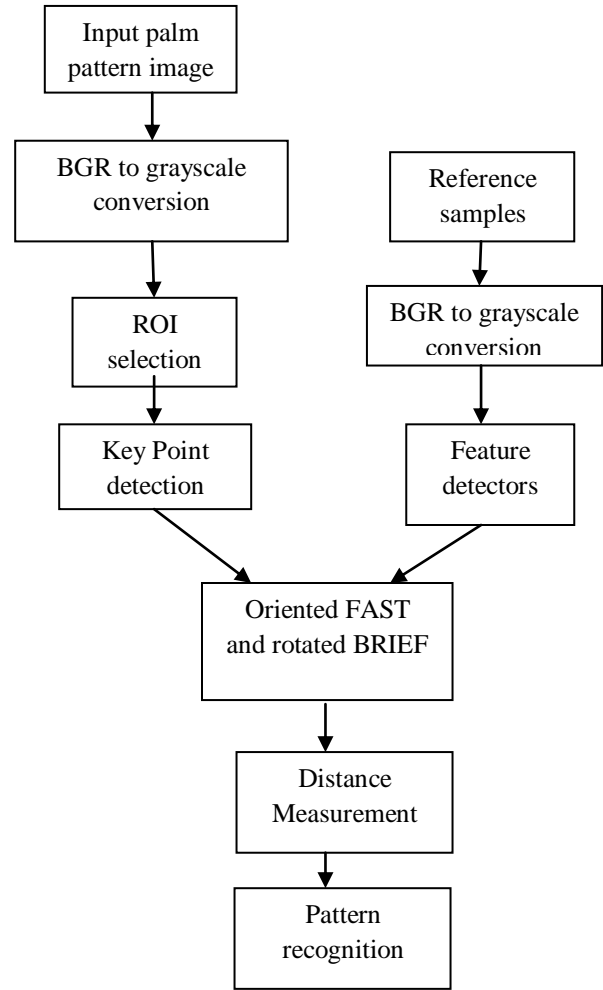 Input palm
pattern image
BGR to grayscale
conversion
ROI
selection
Key Point
detection
Reference
samples
BGR to grayscale
conversion
Feature
detectors
Oriented FAST
and rotated BRIEF
Distance
Measurement
Pattern
recognition